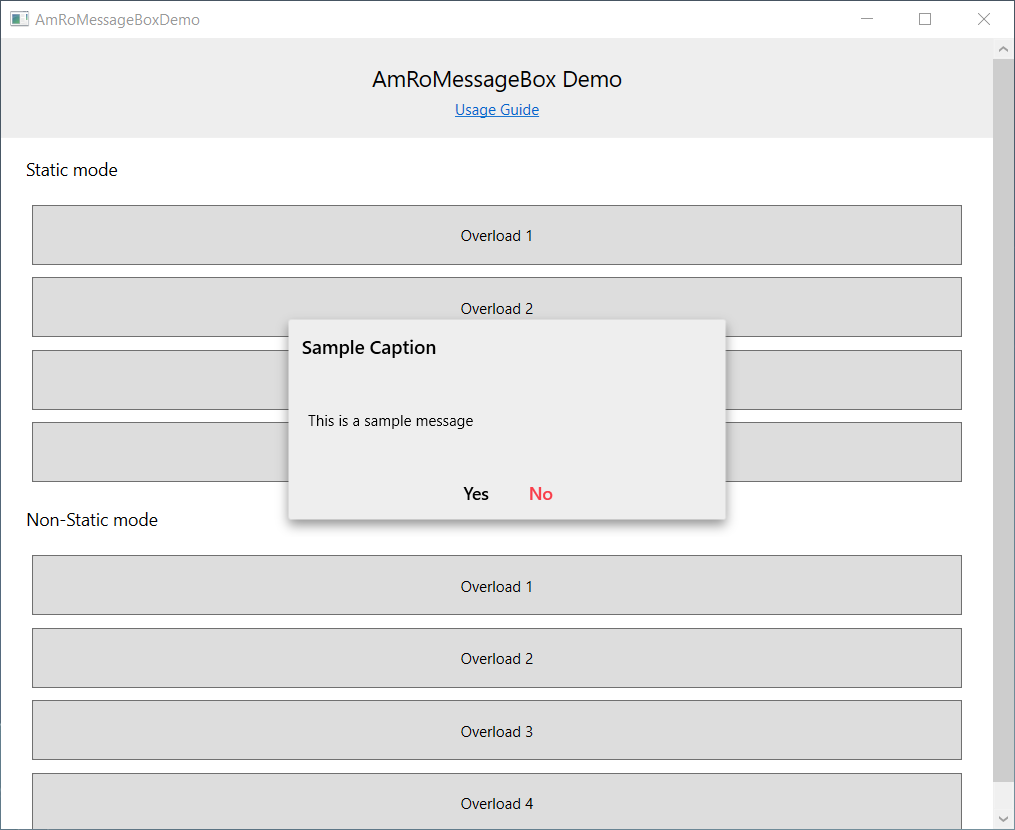 AmRoMessageBoxDemo
AmRoMessageBox Demo
Usage Guide
Static mode
Overload 1
Overload 2
Sample Caption
This is a sample message
Yes No
Non-Static mode
Overload 1
Overload 2
Overload 3
Overload 4